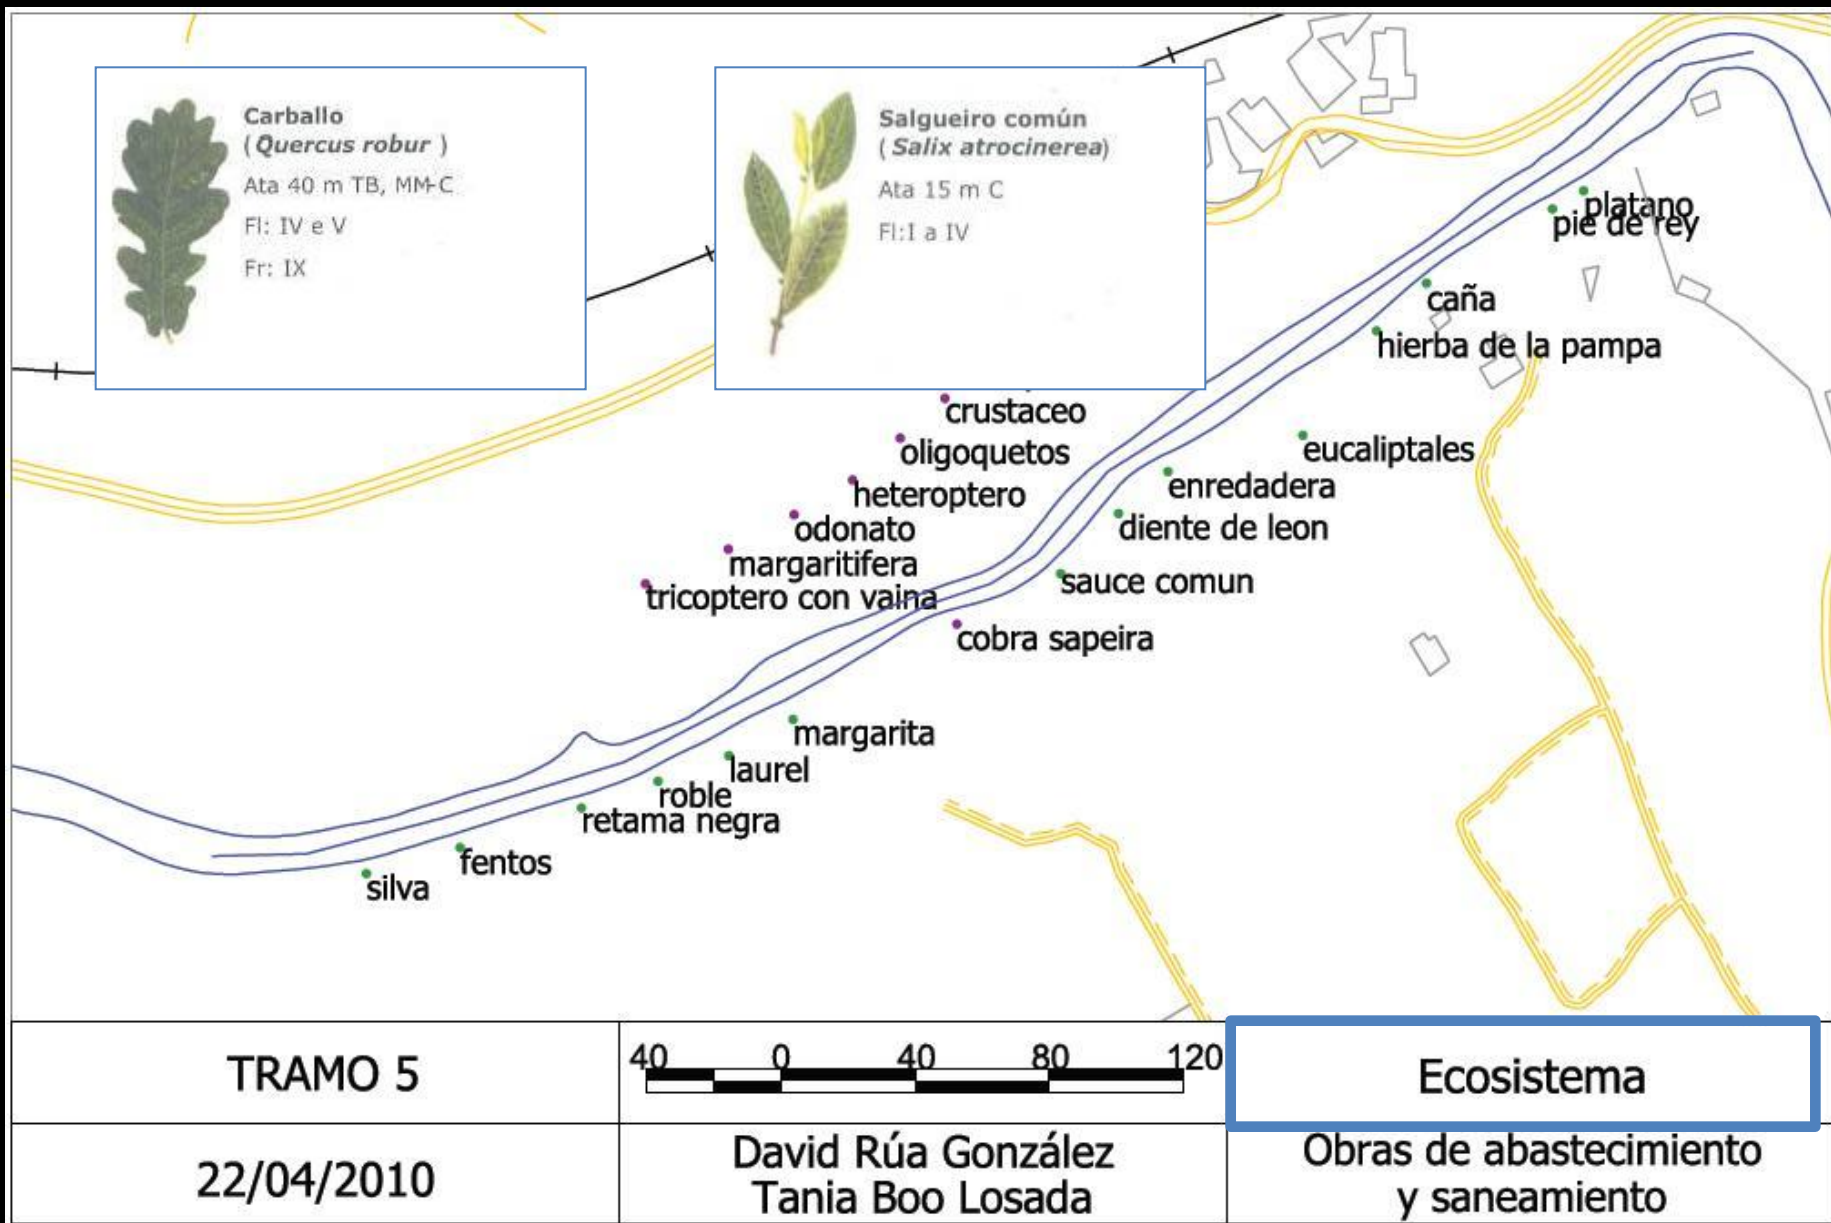 Carballo
( Quercus robur )
Ata 40 m TB, MM-C
Fl: IV e V
Fr: IX
Salgueiro común
( Salix atrocinerea)
Ata 15 m C
Fl:I a IV
platano
pie de rey
caña
hierba de la pampa
crustaceo
oligoquetos
heteroptero
odonato
margaritifera
tricoptero con vaina
eucaliptales
enredadera
diente de leon
sauce comun
cobra sapeira
margarita
laurel
roble
retama negra
fentos
silva
TRAMO 5
40 0 40 80 120
Ecosistema
22/04/2010
David Rúa González
Tania Boo Losada
Obras de abastecimiento
y saneamiento